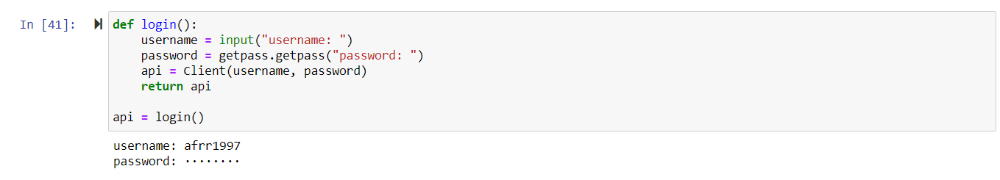 In [41]: def login():
username = input("username: ")
password = getpass.getpass("password: ")
api = Client(username, password)
return api
api = login()
username: afrr1997
password: ········